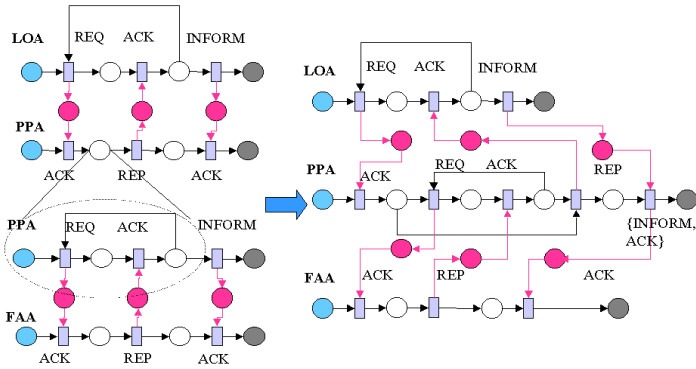 LOA REQ ACK INFORM
PPA
ACK REP ACK
PPA REQ ACK INFORM
FAA
ACK REP ACK
LOA REQ ACK INFORM
REP
PPA ACK REQ ACK
{INFORM,
ACK}
ACK REP ACK
FAA